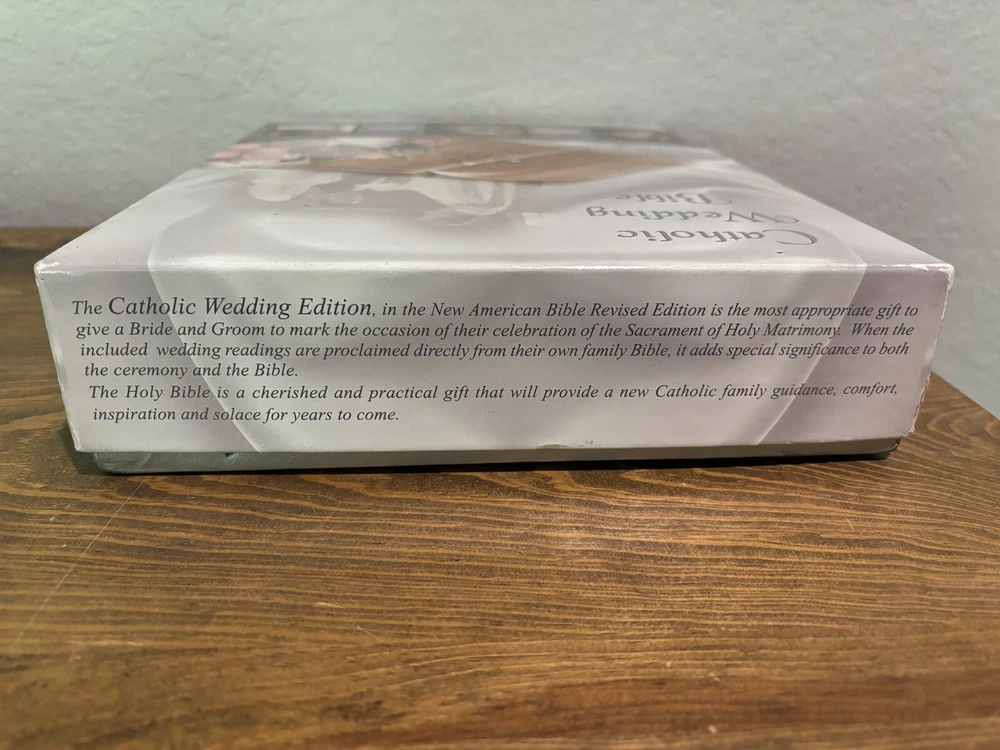 Catholic
Wedding
Bible
The Catholic Wedding Edition, in the New American Bible Revised Edition is the most appropriate gift to
give a Bride and Groom to mark the occasion of their celebration of the Sacrament of Holy Matrimony. When the
included wedding readings are proclaimed directly from their own family Bible, it adds special significance to both
the ceremony and the Bible.
The Holy Bible is a cherished and practical gift that will provide a new Catholic family guidance, comfort,
inspiration and solace for years to come.